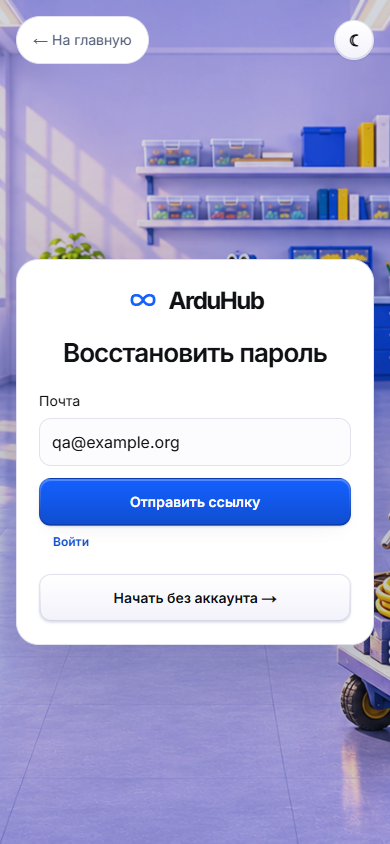 ← На главную
ArduHub
Восстановить пароль
Почта
qa@example.org
Отправить ссылку
Войти
Начать без аккаунта →